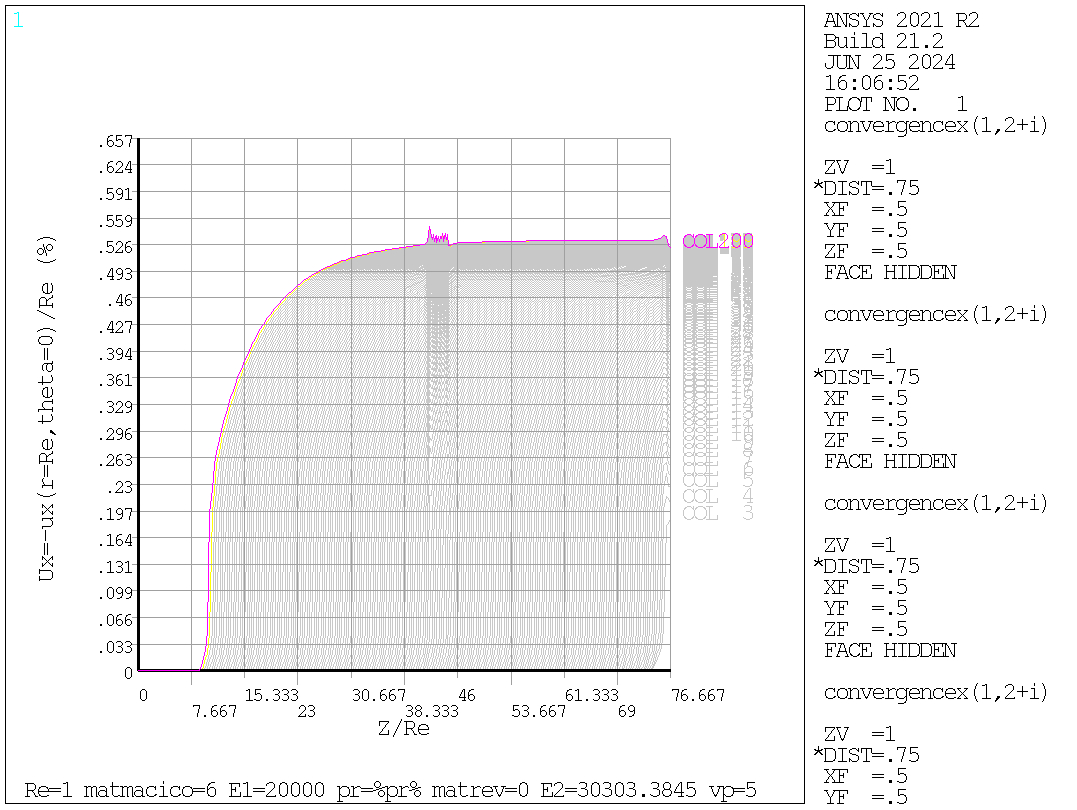 1
ANSYS 2021 R2
Build 21.2
JUN 25 2024
16:06:52
PLOT NO. 1
convergencex(1,2+i)
ZV =1
*DIST=.75
XF =.5
YF =.5
ZF =.5
FACE HIDDEN
convergencex(1,2+i)
ZV =1
*DIST=.75
XF =.5
YF =.5
ZF =.5
FACE HIDDEN
convergencex(1,2+i)
ZV =1
*DIST=.75
XF =.5
YF =.5
ZF =.5
FACE HIDDEN
convergencex(1,2+i)
ZV =1
*DIST=.75
XF =.5
YF =.5
Ux=-ux(r=Re,theta=0)/Re (%)
.657
.624
.591
.559
.526
.493
.46
.427
.394
.361
.329
.296
.263
.23
.197
.164
.131
.099
.066
.033
0
COL
COL 5
COL 4
COL 3
0 15.333 30.667 46 61.333 76.667
7.667 23 38.333 53.667 69
Z/Re
Re=1 matmacico=6 E1=20000 pr=%pr% matrev=0 E2=30303.3845 vp=5